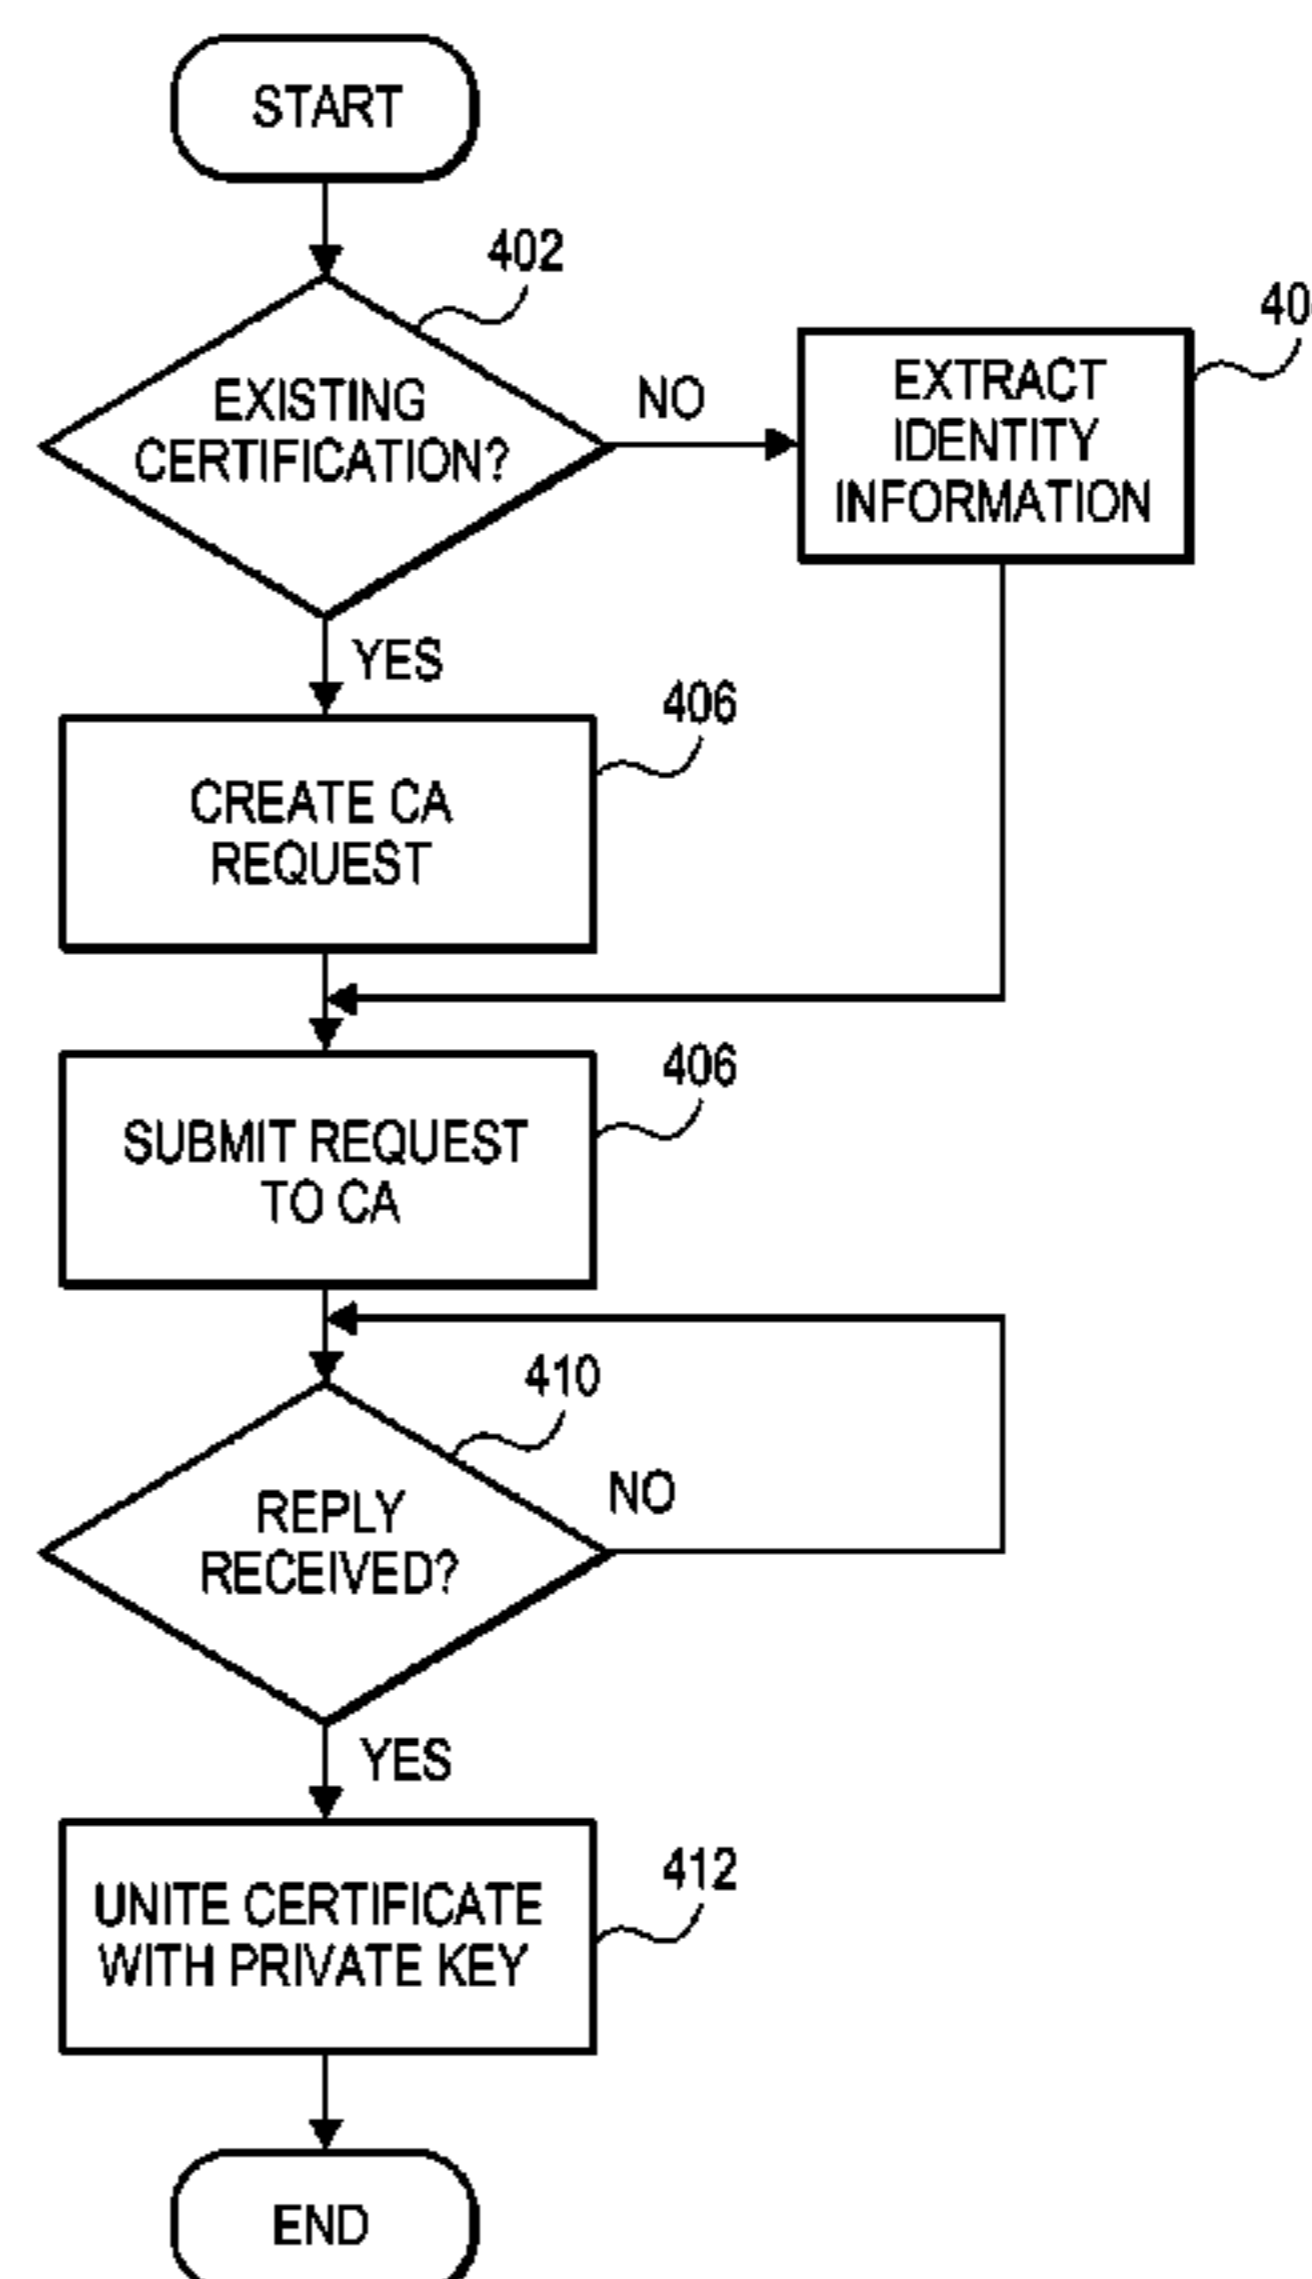 START
402
EXISTING
CERTIFICATION?
NO
40
EXTRACT
IDENTITY
INFORMATION
YES
406
CREATE CA
REQUEST
406
SUBMIT REQUEST
TO CA
410
REPLY
RECEIVED?
NO
YES
412
UNITE CERTIFICATE
WITH PRIVATE KEY
END